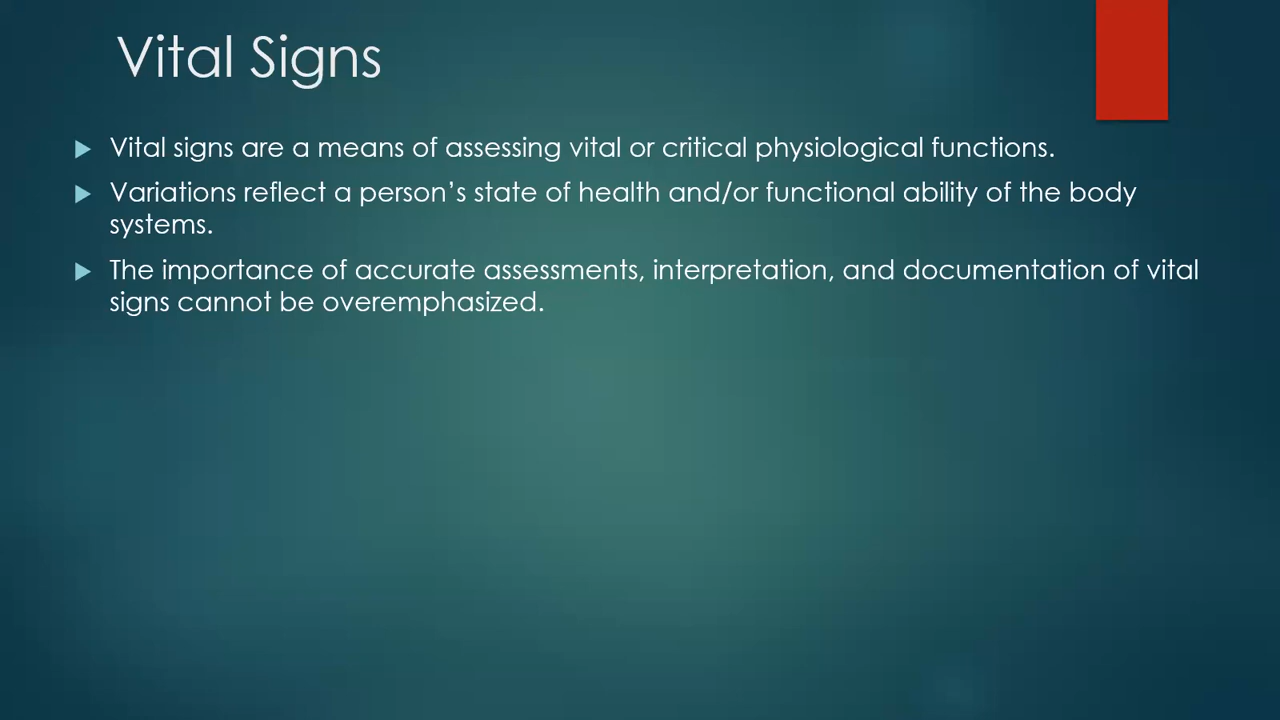 Vital Signs
Vital signs are a means of assessing vital or critical physiological functions.
Variations reflect a person’s state of health and/or functional ability of the body
systems.
The importance of accurate assessments, interpretation, and documentation of vital
signs cannot be overemphasized.